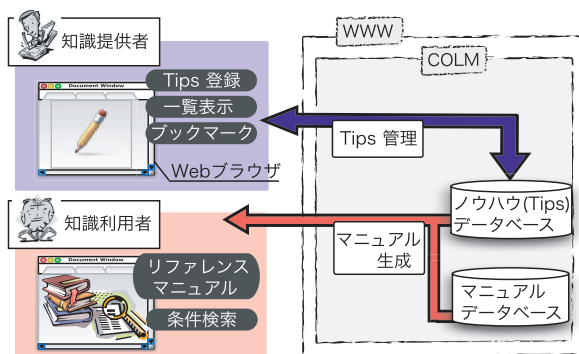 知識提供者
Document Window
Tips 登録
一覧表示
ブックマーク
Webブラウザ
知識利用者
Document Window
リファレンス
マニュアル
条件検索
WWW
COLM
Tips 管理
ノウハウ(Tips)
データベース
マニュアル
生成
マニュアル
データベース